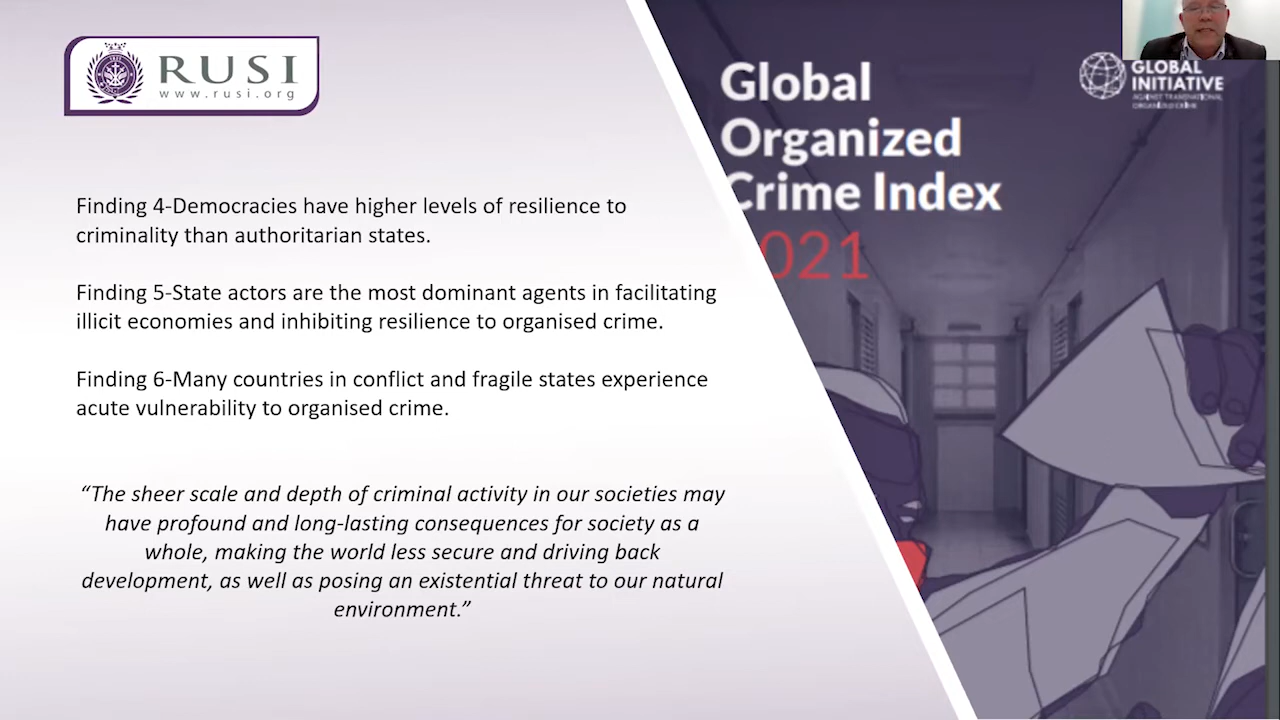 RUSI
www.rusi.org
Finding 4-Democracies have higher levels of resilience to
criminality than authoritarian states.
Finding 5-State actors are the most dominant agents in facilitating
illicit economies and inhibiting resilience to organised crime.
Finding 6-Many countries in conflict and fragile states experience
acute vulnerability to organised crime.
“The sheer scale and depth of criminal activity in our societies may
have profound and long-lasting consequences for society as a
whole, making the world less secure and driving back
development, as well as posing an existential threat to our natural
environment.”
Global
Organized
Crime Index
2021
GLOBAL
INITIATIVE
AGAINST TRANSNATIONAL
ORGANIZED CRIME